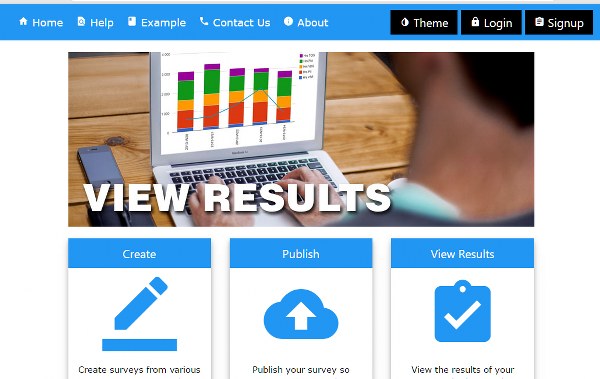 Home Help Example Contact Us About Theme Login Signup
VIEW RESULTS
Create
Publish
View Results
Create surveys from various
Publish your survey so
View the results of your